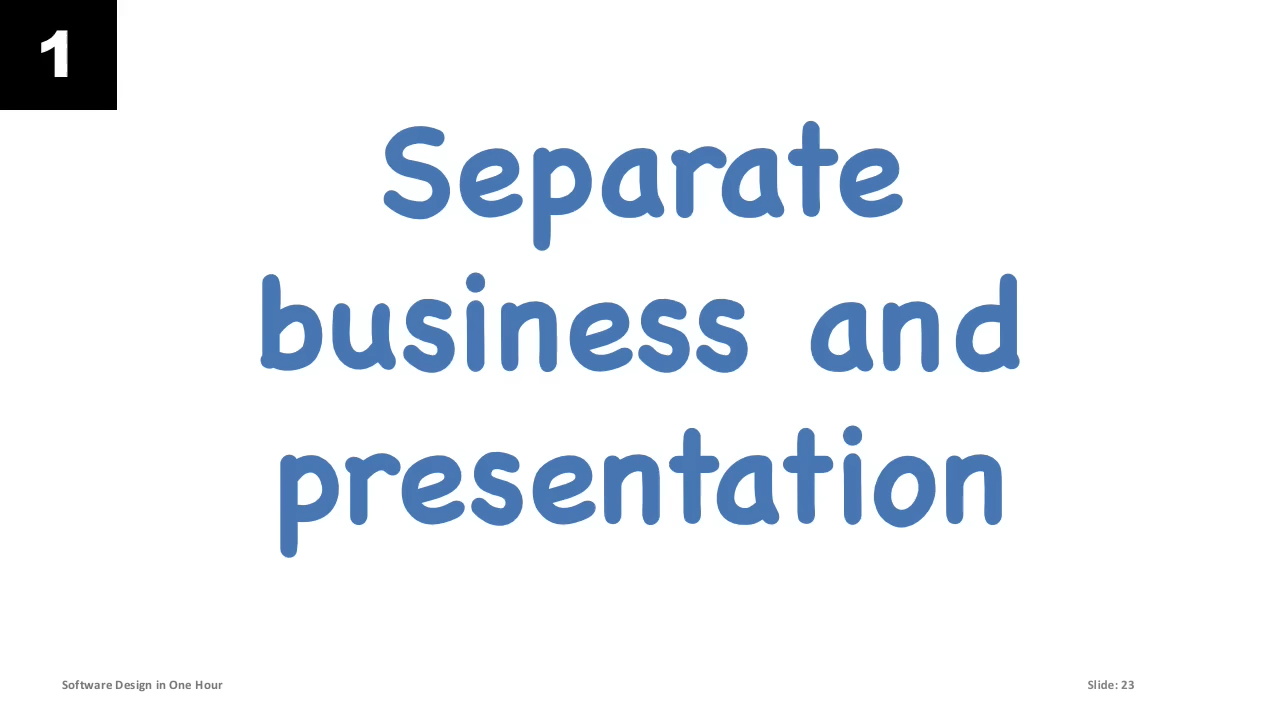 1
Separate
business and
presentation
Software Design in One Hour
Slide: 23